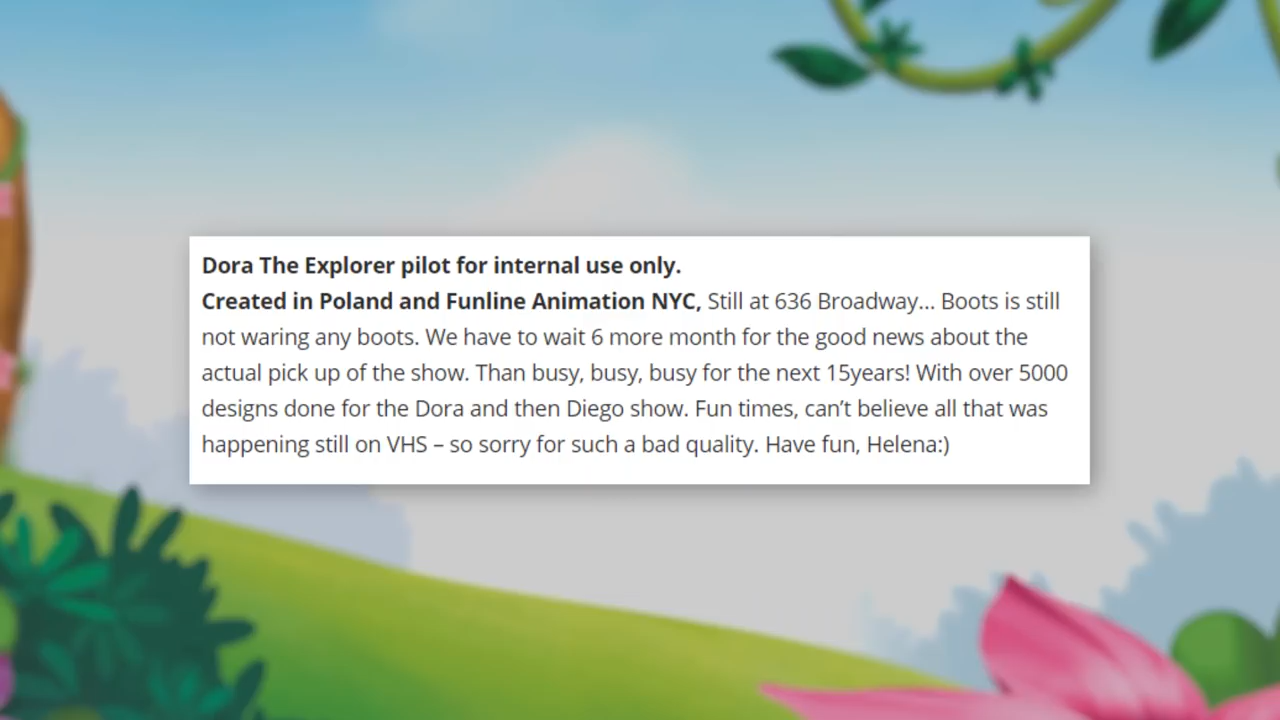 Dora The Explorer pilot for internal use only.
Created in Poland and Funline Animation NYC, Still at 636 Broadway... Boots is still
not waring any boots. We have to wait 6 more month for the good news about the
actual pick up of the show. Than busy, busy, busy for the next 15years! With over 5000
designs done for the Dora and then Diego show. Fun times, can’t believe all that was
happening still on VHS – so sorry for such a bad quality. Have fun, Helena:)